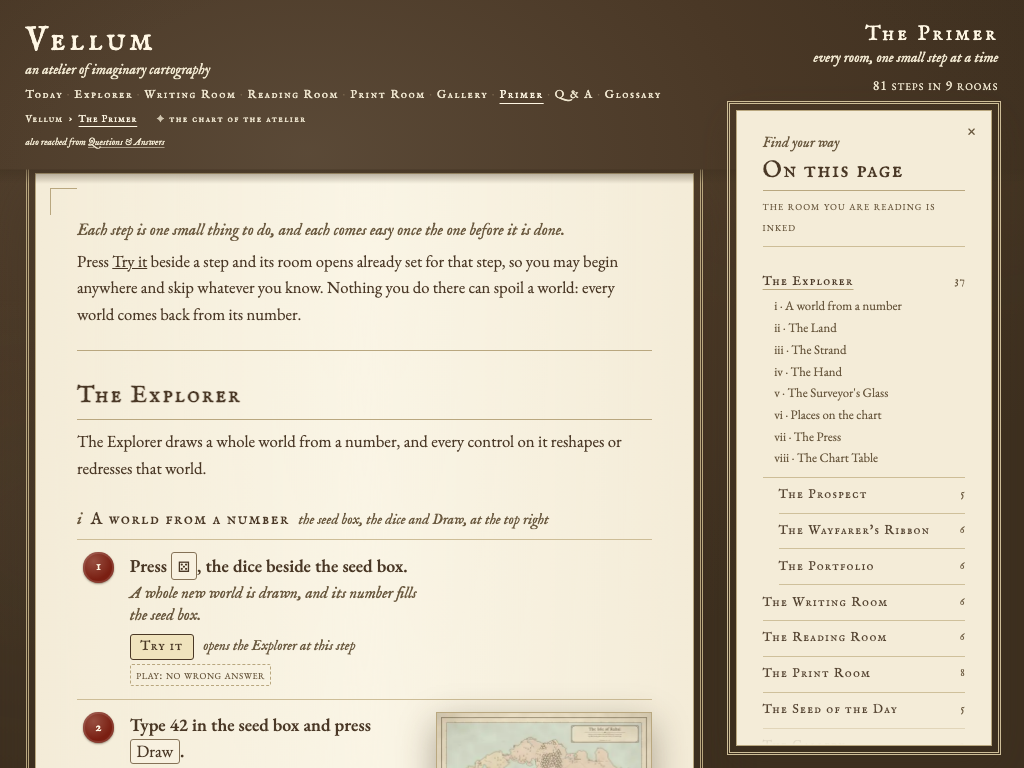 Vellum
an atelier of imaginary cartography
Today · Explorer · Writing Room · Reading Room · Print Room · Gallery · Primer · Q & A · Glossary
Vellum › The Primer ✦ the chart of the atelier
also reached from Questions & Answers
The Primer
every room, one small step at a time
81 steps in 9 rooms
Each step is one small thing to do, and each comes easy once the one before it is done.
Press Try it beside a step and its room opens already set for that step, so you may begin
anywhere and skip whatever you know. Nothing you do there can spoil a world: every
world comes back from its number.
The Explorer
The Explorer draws a whole world from a number, and every control on it reshapes or
redresses that world.
i A world from a number the seed box, the dice and Draw, at the top right
1 Press ⚄, the dice beside the seed box.
A whole new world is drawn, and its number fills
the seed box.
Try it opens the Explorer at this step
play: no wrong answer
2 Type 42 in the seed box and press
Draw.
×
Find your way
On this page
the room you are reading is
inked
The Explorer 37
i · A world from a number
ii · The Land
iii · The Strand
iv · The Hand
v · The Surveyor's Glass
vi · Places on the chart
vii · The Press
viii · The Chart Table
The Prospect 5
The Wayfarer's Ribbon 6
The Portfolio 6
The Writing Room 6
The Reading Room 6
The Print Room 8
The Seed of the Day 5